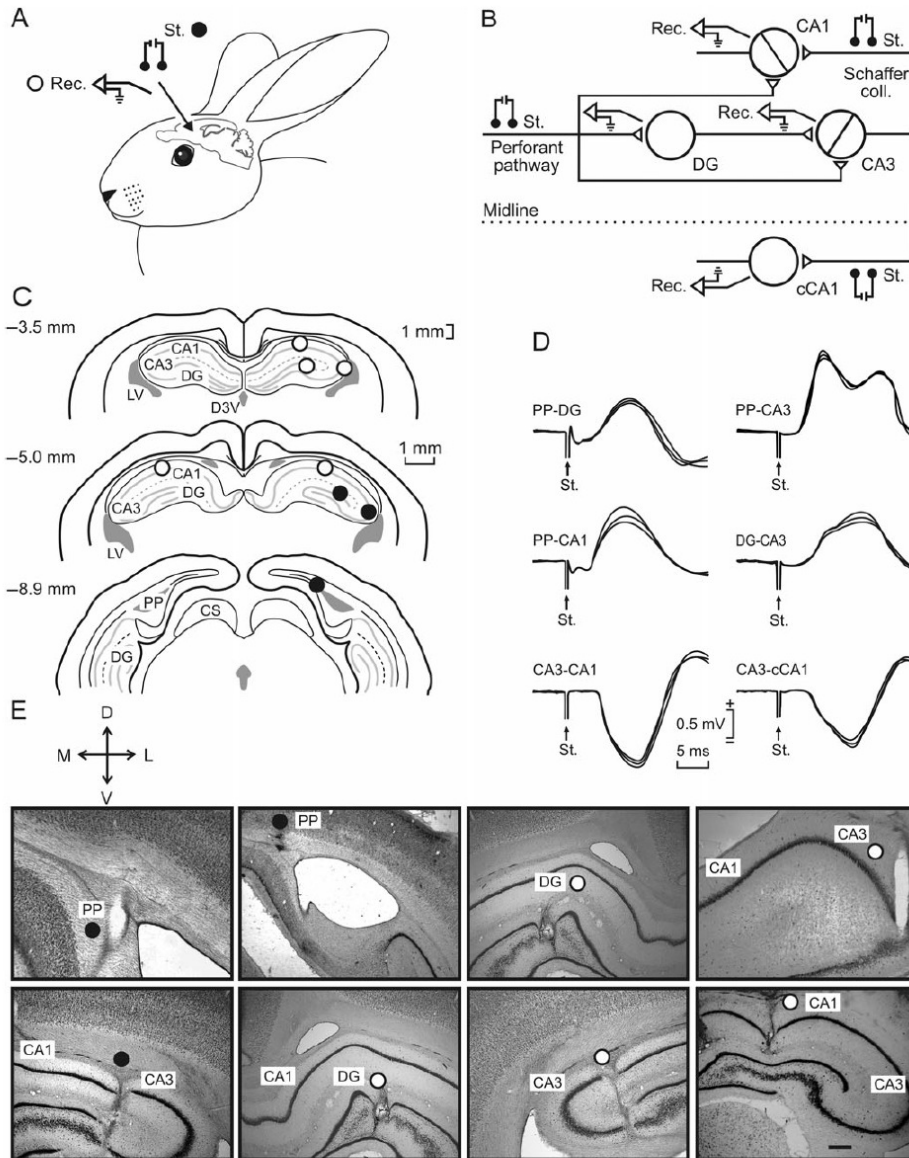 A
St.
Rec.
B
Rec.
CA1
St.
Schaffer
coll.
St.
Rec.
Perforant
pathway
DG
CA3
Midline
St.
Rec.
cCA1
C
–3.5 mm
1 mm
CA1
CA3
DG
LV
D3V
–5.0 mm
1 mm
CA1
DG
CA3
LV
–8.9 mm
PP
CS
DG
D
PP-DG
St.
PP-CA3
St.
PP-CA1
St.
DG-CA3
St.
CA3-CA1
St.
CA3-cCA1
St.
+
0.5 mV
–
5 ms
E
D
M
L
V
PP
PP
DG
CA1
CA3
CA1
CA3
CA1
DG
CA3
CA1
CA3